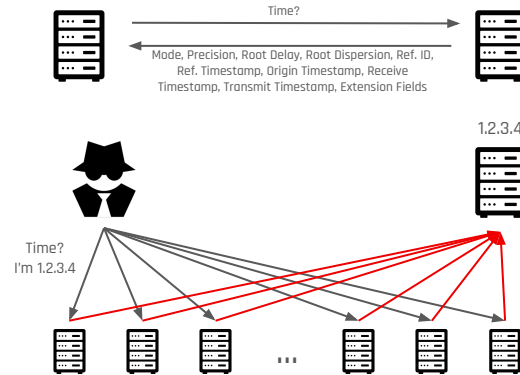 Time?
Mode, Precision, Root Delay, Root Dispersion, Ref. ID,
Ref. Timestamp, Origin Timestamp, Receive
Timestamp, Transmit Timestamp, Extension Fields
1.2.3.4
Time?
I'm 1.2.3.4
...